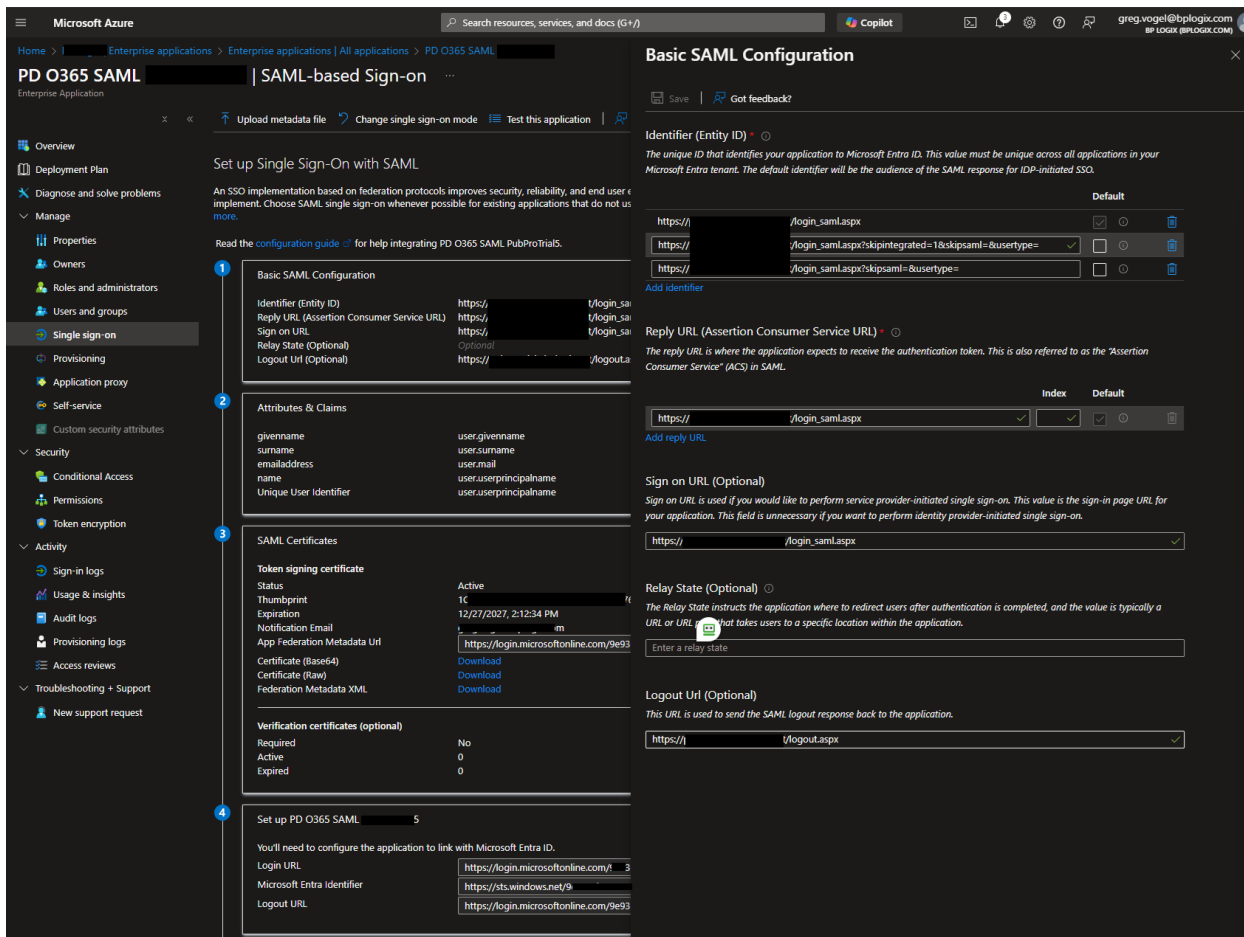 Microsoft Azure
Search resources, services, and docs (G+/)
Copilot
3
greg.vogel@bplogix.com
BP LOGIX (BPLOGIX.COM)
Home > Enterprise applications > Enterprise applications | All applications > PD O365 SAML
PD O365 SAML | SAML-based Sign-on ...
Enterprise Application
Upload metadata file
Change single sign-on mode
Test this application
Overview
Deployment Plan
Diagnose and solve problems
Manage
Properties
Owners
Roles and administrators
Users and groups
Single sign-on
Provisioning
Application proxy
Self-service
Custom security attributes
Security
Conditional Access
Permissions
Token encryption
Activity
Sign-in logs
Usage & insights
Audit logs
Provisioning logs
Access reviews
Troubleshooting + Support
New support request
Set up Single Sign-On with SAML
An SSO implementation based on federation protocols improves security, reliability, and end user e
implement. Choose SAML single sign-on whenever possible for existing applications that do not us
more.
Read the configuration guide for help integrating PD O365 SAML PubProTrial5.
1
Basic SAML Configuration
Identifier (Entity ID) https:/ t/login_sa
Reply URL (Assertion Consumer Service URL) https:/ t/login_sa
Sign on URL https:/ t/login_sa
Relay State (Optional) Optional
Logout Url (Optional) https:/ /logout.a
2
Attributes & Claims
givenname user.givenname
surname user.surname
emailaddress user.mail
name user.userprincipalname
Unique User Identifier user.userprincipalname
3
SAML Certificates
Token signing certificate
Status Active
Thumbprint 1C
Expiration 12/27/2027, 2:12:34 PM
Notification Email m
App Federation Metadata Url https://login.microsoftonline.com/9e93
Certificate (Base64) Download
Certificate (Raw) Download
Federation Metadata XML Download
Verification certificates (optional)
Required No
Active 0
Expired 0
4
Set up PD O365 SAML 5
You'll need to configure the application to link with Microsoft Entra ID.
Login URL https://login.microsoftonline.com/ 3
Microsoft Entra Identifier https://sts.windows.net/9
Logout URL https://login.microsoftonline.com/9e93
Basic SAML Configuration
Save | Got feedback?
Identifier (Entity ID) *
The unique ID that identifies your application to Microsoft Entra ID. This value must be unique across all applications in your
Microsoft Entra tenant. The default identifier will be the audience of the SAML response for IDP-initiated SSO.
Default
https:// /login_saml.aspx
https:// /login_saml.aspx?skipintegrated=1&skipsaml=&usertype=
https:// /login_saml.aspx?skipsaml=&usertype=
Add identifier
Reply URL (Assertion Consumer Service URL) *
The reply URL is where the application expects to receive the authentication token. This is also referred to as the “Assertion
Consumer Service” (ACS) in SAML.
Index Default
https:// /login_saml.aspx
Add reply URL
Sign on URL (Optional)
Sign on URL is used if you would like to perform service provider-initiated single sign-on. This value is the sign-in page URL for
your application. This field is unnecessary if you want to perform identity provider-initiated single sign-on.
https:// /login_saml.aspx
Relay State (Optional)
The Relay State instructs the application where to redirect users after authentication is completed, and the value is typically a
URL or URL that takes users to a specific location within the application.
Enter a relay state
Logout Url (Optional)
This URL is used to send the SAML logout response back to the application.
https:// /logout.aspx